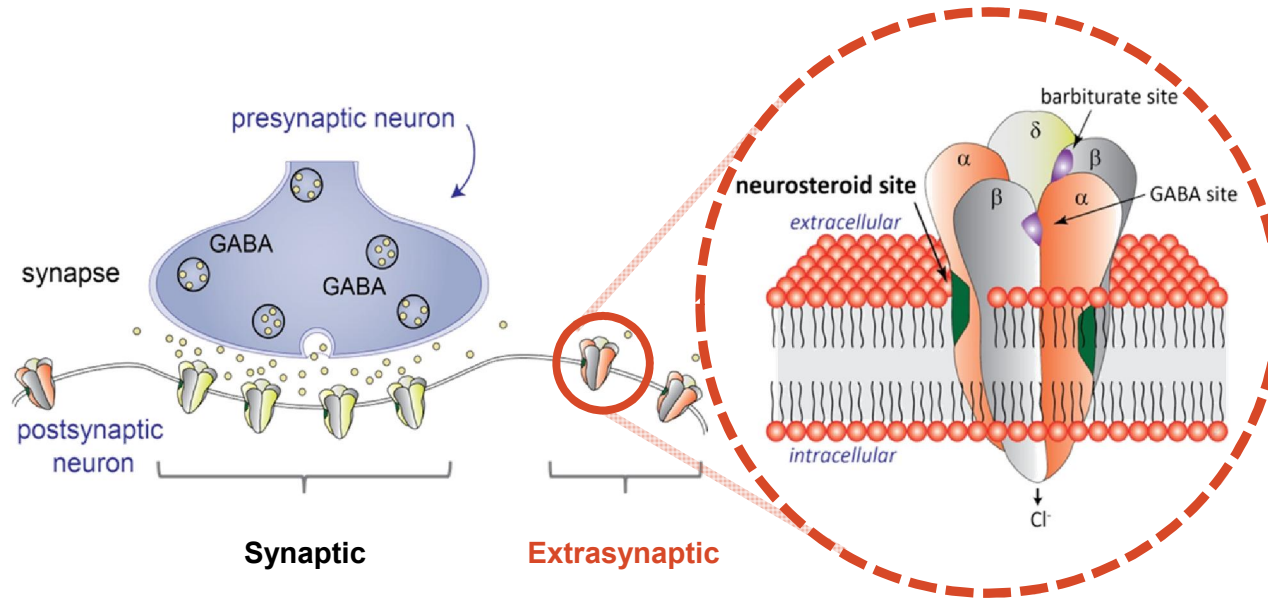 presynaptic neuron
GABA
GABA
synapse
postsynaptic
neuron
Synaptic
Extrasynaptic
barbiturate site
δ
α
β
neurosteroid site
β
α
GABA site
extracellular
intracellular
Cl-